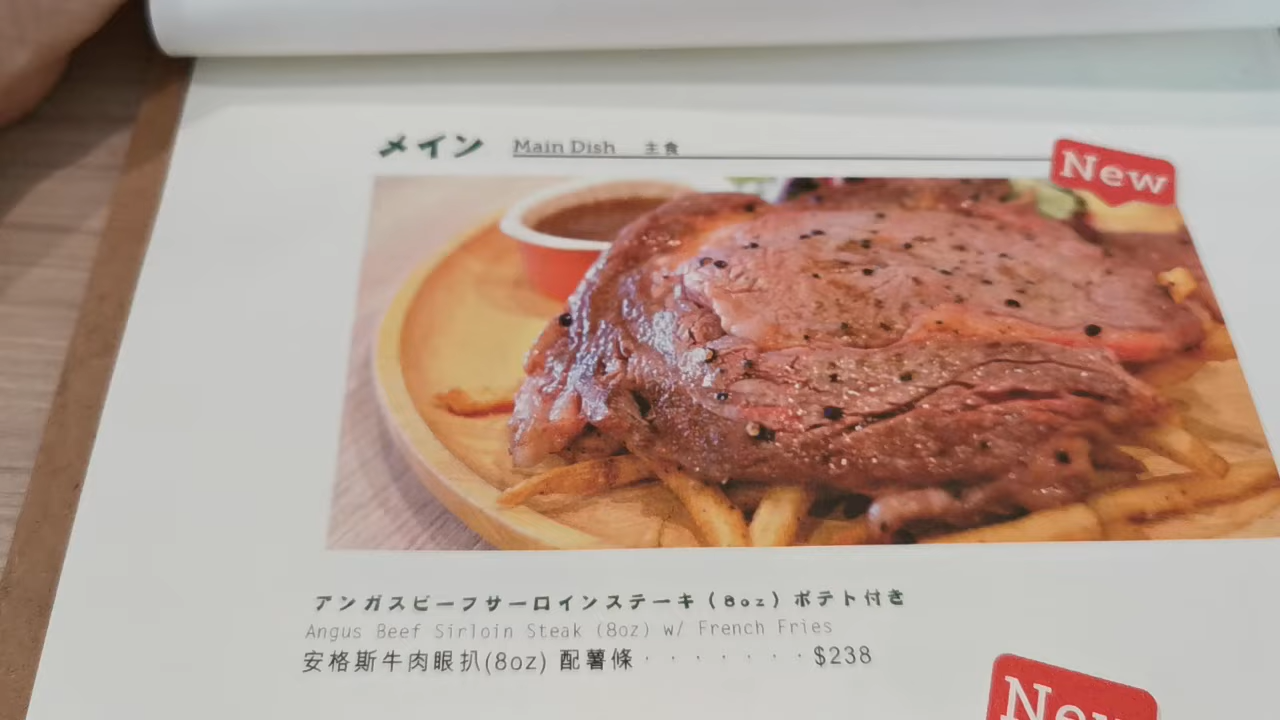 メイン Main Dish 主食
New
アンガスビーフサーロインステーキ（8oz）ポテト付き
Angus Beef Sirloin Steak (8oz) w/ French Fries
安格斯牛肉眼扒(8oz) 配薯條 · · · · · · · $238
New